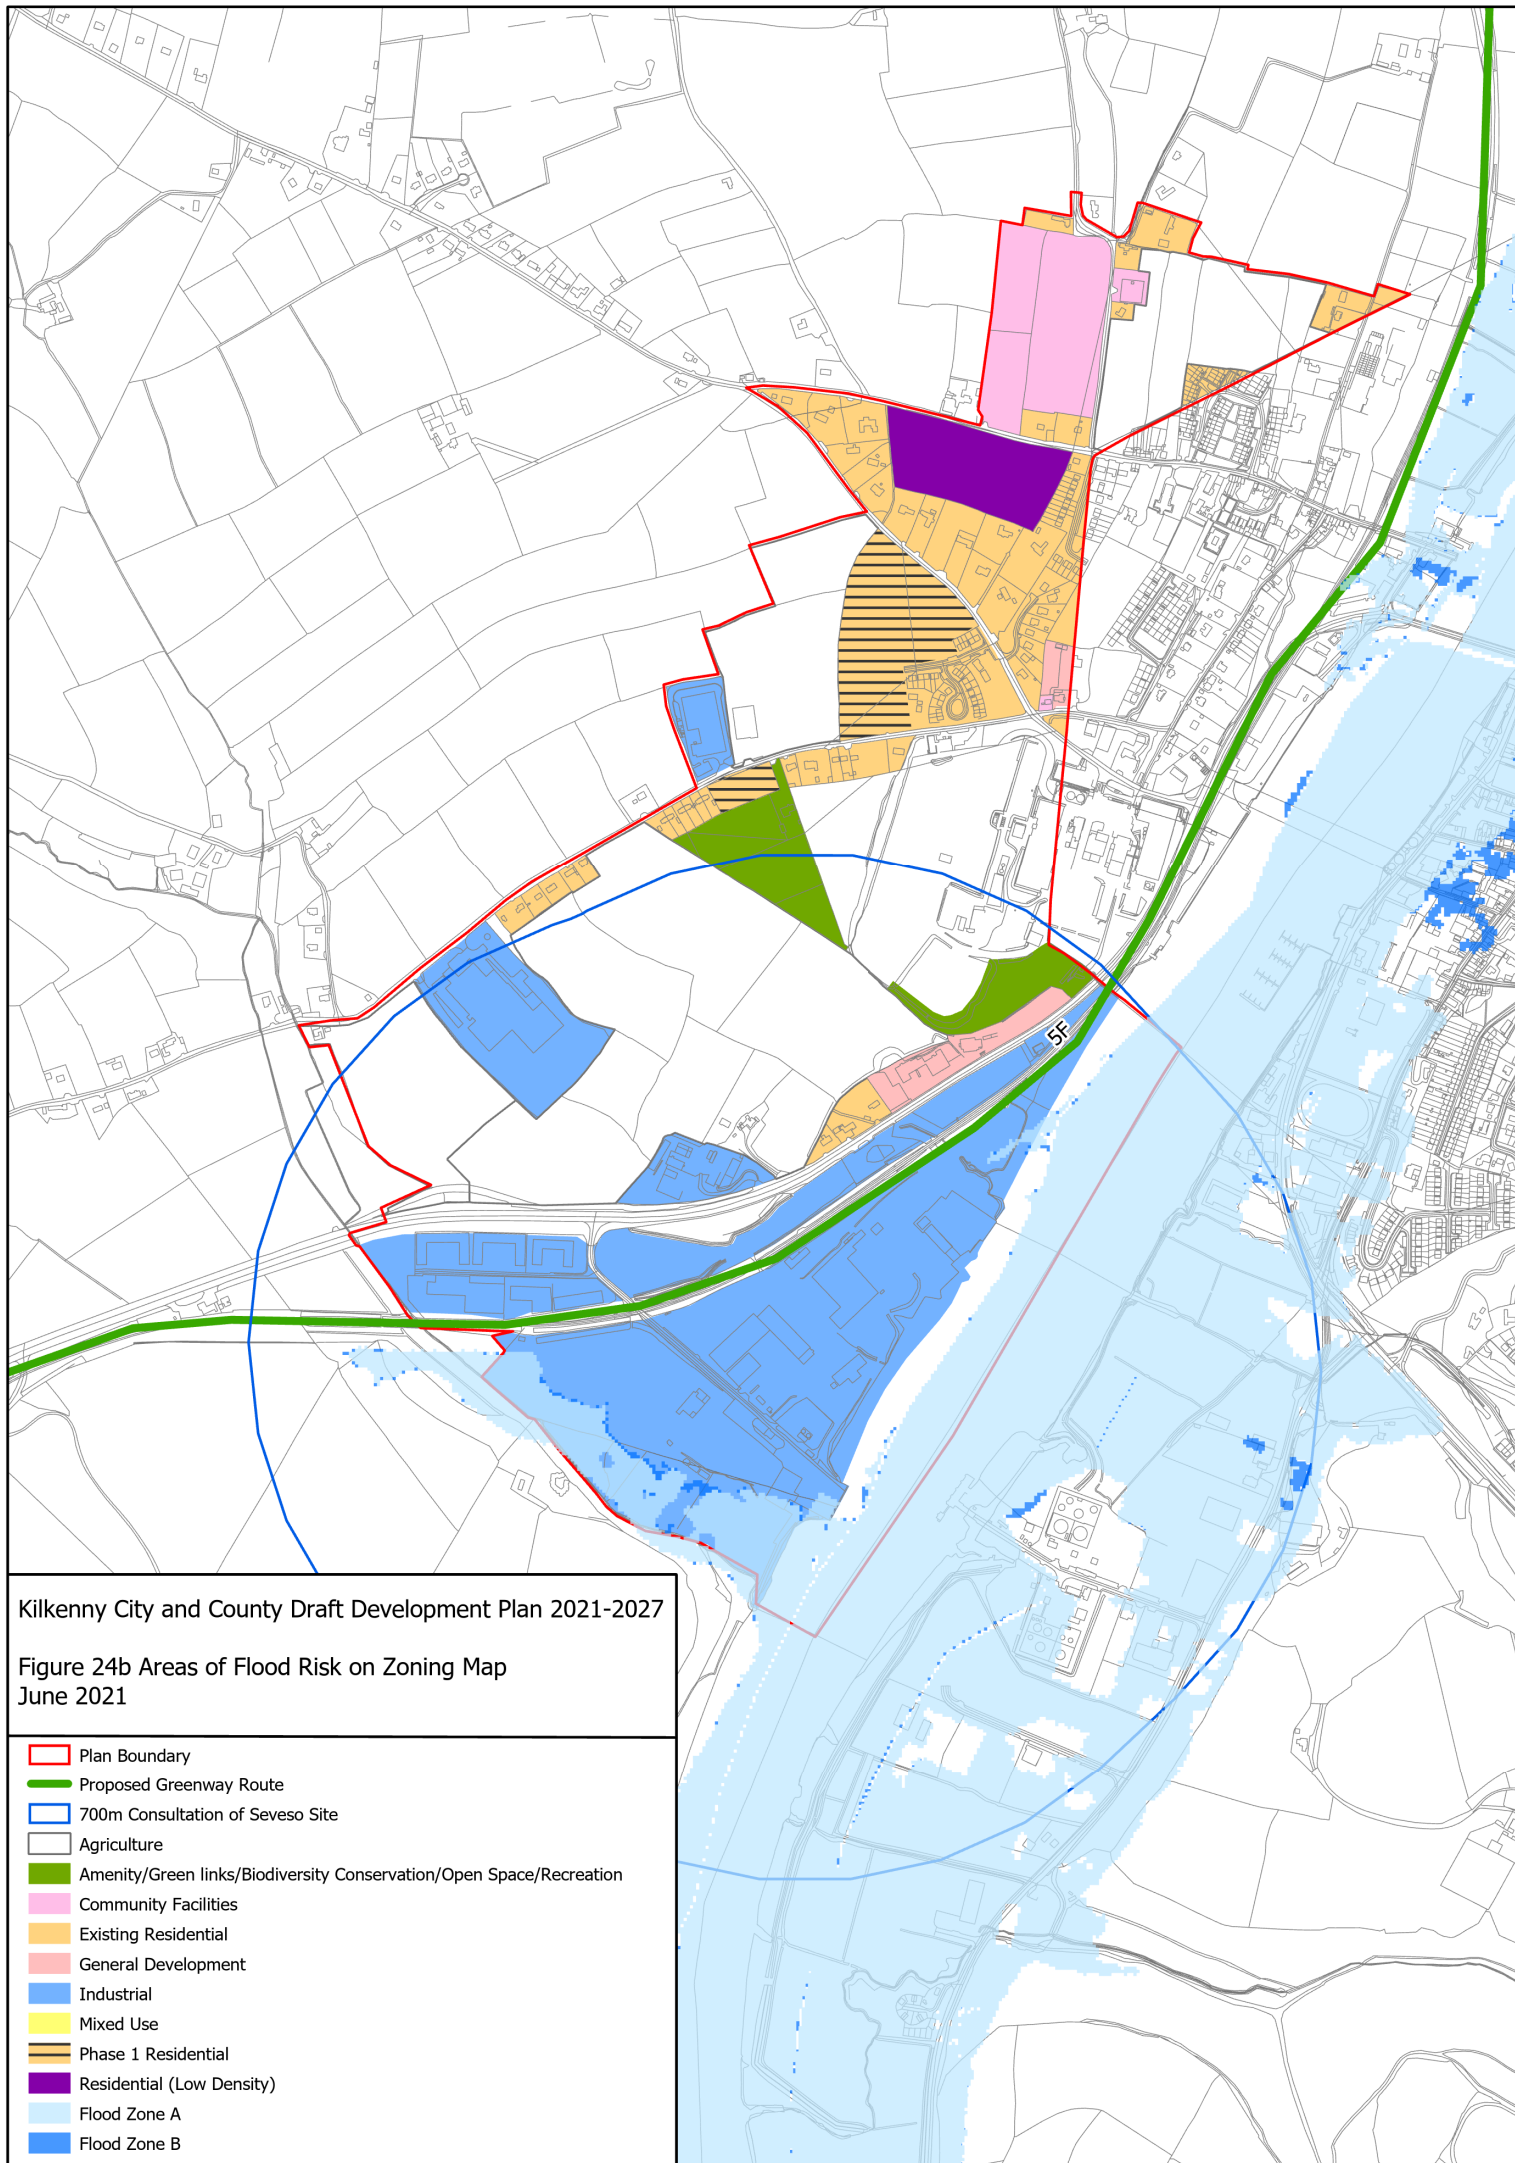 5F
Kilkenny City and County Draft Development Plan 2021-2027
Figure 24b Areas of Flood Risk on Zoning Map
June 2021
Plan Boundary
Proposed Greenway Route
700m Consultation of Seveso Site
Agriculture
Amenity/Green links/Biodiversity Conservation/Open Space/Recreation
Community Facilities
Existing Residential
General Development
Industrial
Mixed Use
Phase 1 Residential
Residential (Low Density)
Flood Zone A
Flood Zone B